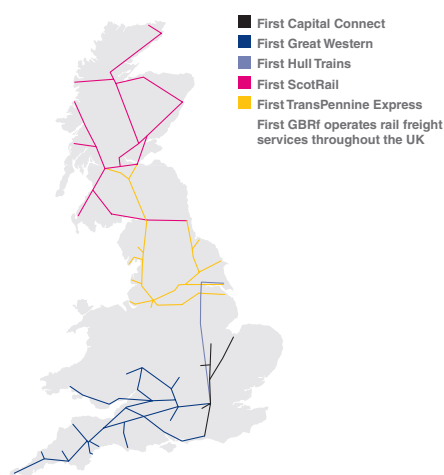 First Capital Connect
First Great Western
First Hull Trains
First ScotRail
First TransPennine Express
First GBRf operates rail freight
services throughout the UK